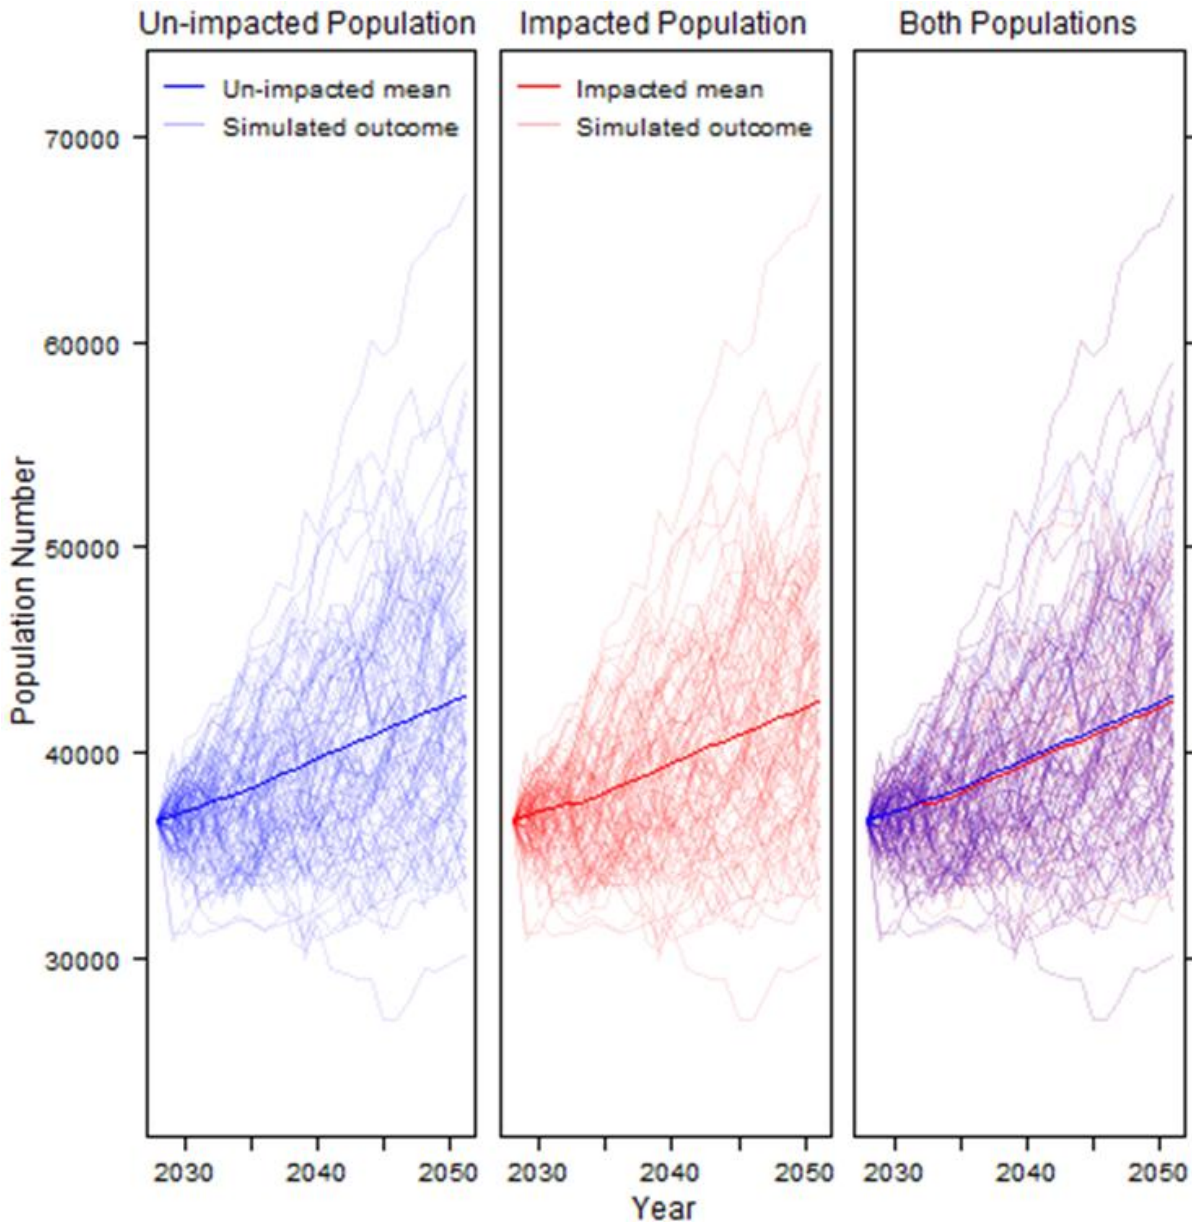 Un-impacted Population Impacted Population Both Populations
Un-impacted mean
Simulated outcome
Impacted mean
Simulated outcome
70000
60000
50000
40000
30000
Population Number
2030 2040 2050 2030 2040 2050 2030 2040 2050
Year